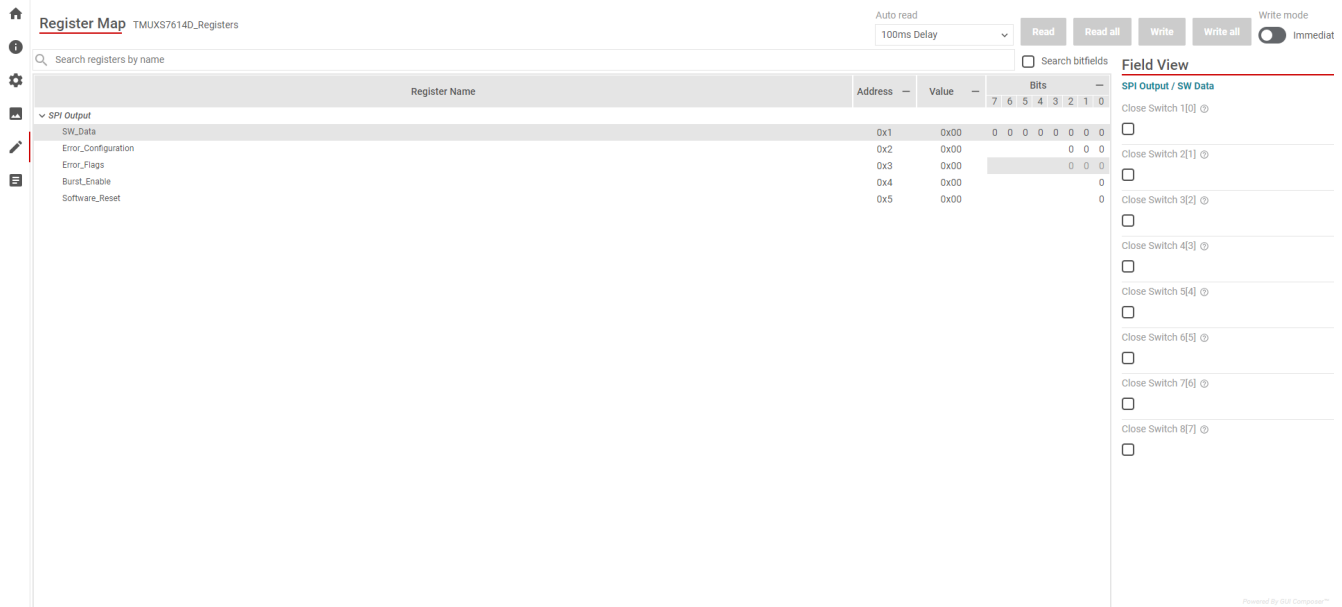 Register Map TMUXS7614D_Registers
Auto read
100ms Delay
Read
Read all
Write
Write all
Write mode
Immediat
Search registers by name
Search bitfields
Register Name Address Value Bits
7 6 5 4 3 2 1 0
SPI Output
SW_Data 0x1 0x00 0 0 0 0 0 0 0 0
Error_Configuration 0x2 0x00 0 0 0
Error_Flags 0x3 0x00 0 0 0
Burst_Enable 0x4 0x00 0
Software_Reset 0x5 0x00 0
Field View
SPI Output / SW Data
Close Switch 1[0]
Close Switch 2[1]
Close Switch 3[2]
Close Switch 4[3]
Close Switch 5[4]
Close Switch 6[5]
Close Switch 7[6]
Close Switch 8[7]
Powered By GUI Composer™